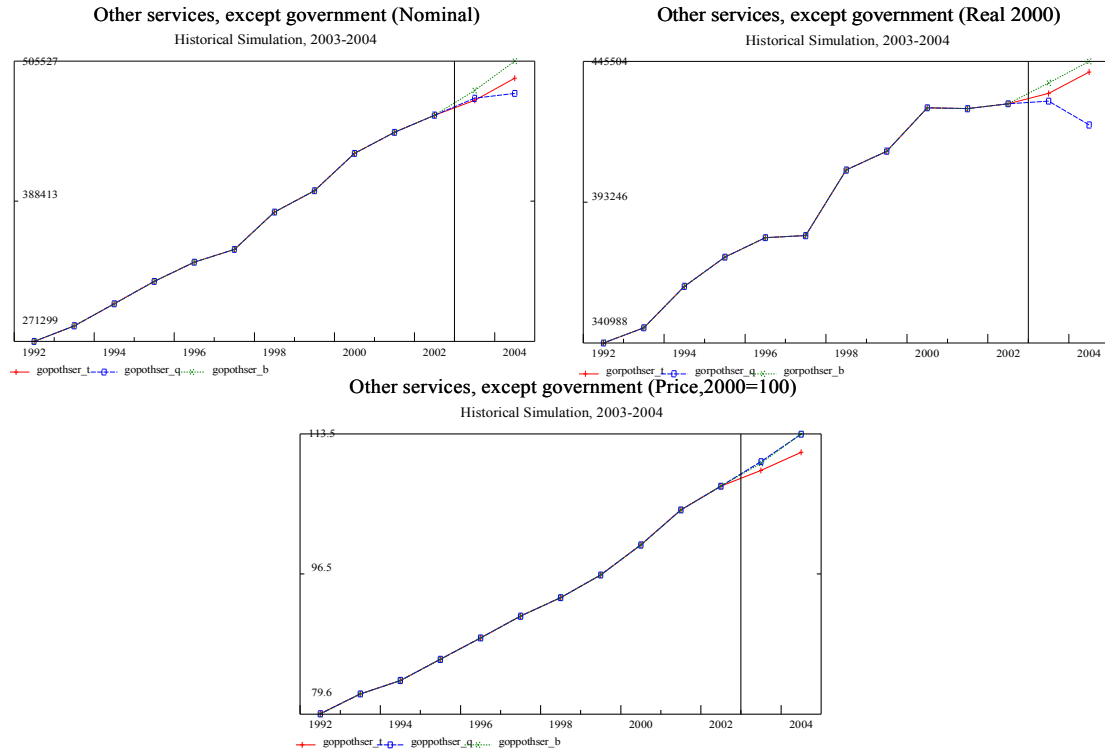 Other services, except government (Nominal)
Historical Simulation, 2003-2004
505527
388413
271299
1992 1994 1996 1998 2000 2002 2004
gopothser_t gopothser_q gopothser_b
Other services, except government (Real 2000)
Historical Simulation, 2003-2004
445504
393246
340988
1992 1994 1996 1998 2000 2002 2004
gorpothser_t gorpothser_q gorpothser_b
Other services, except government (Price,2000=100)
Historical Simulation, 2003-2004
113.5
96.5
79.6
1992 1994 1996 1998 2000 2002 2004
goppothser_t goppothser_q goppothser_b